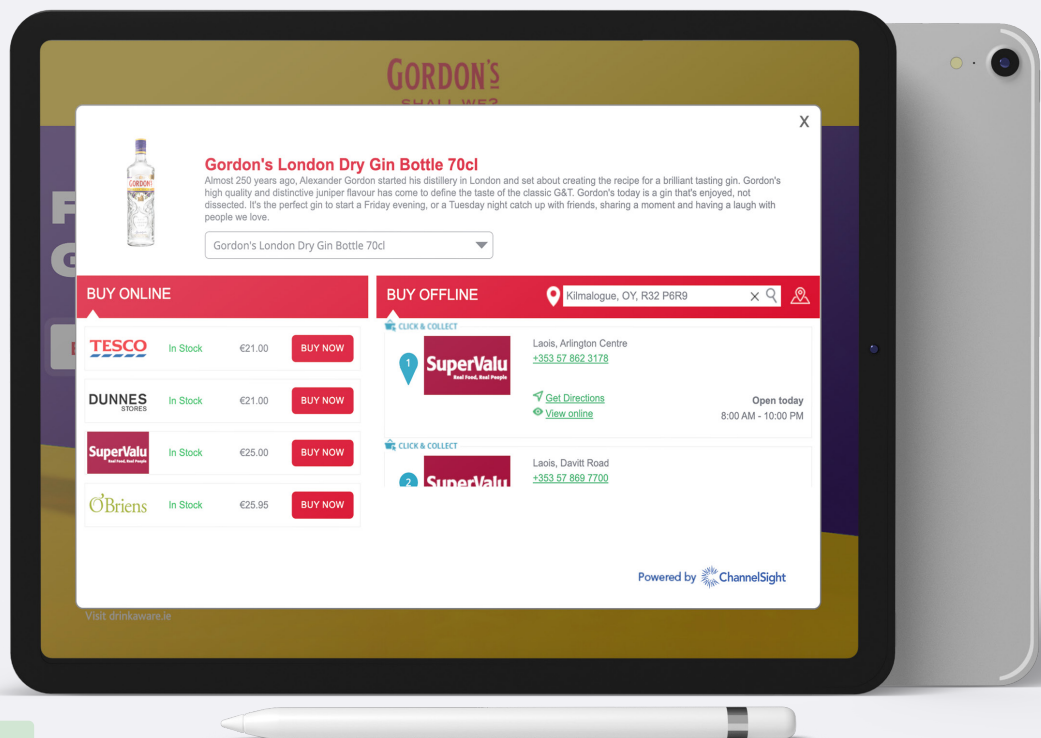 GORDON'S
SHALL WE?
X
GORDON'S
Gordon's London Dry Gin Bottle 70cl
Almost 250 years ago, Alexander Gordon started his distillery in London and set about creating the recipe for a brilliant tasting gin. Gordon's
high quality and distinctive juniper flavour has come to define the taste of the classic G&T. Gordon's today is a gin that's enjoyed, not
dissected. It's the perfect gin to start a Friday evening, or a Tuesday night catch up with friends, sharing a moment and having a laugh with
people we love.
Gordon's London Dry Gin Bottle 70cl
BUY ONLINE
TESCO In Stock €21.00 BUY NOW
DUNNES STORES In Stock €21.00 BUY NOW
SuperValu Real Food, Real People In Stock €25.00 BUY NOW
O'Briens In Stock €25.95 BUY NOW
BUY OFFLINE Kilmalogue, OY, R32 P6R9 X
CLICK & COLLECT
1 SuperValu Real Food, Real People
Laois, Arlington Centre
+353 57 862 3178
Get Directions
View online
Open today
8:00 AM - 10:00 PM
CLICK & COLLECT
2 SuperValu
Laois, Davitt Road
+353 57 869 7700
Powered by ChannelSight
Visit drinkaware.ie